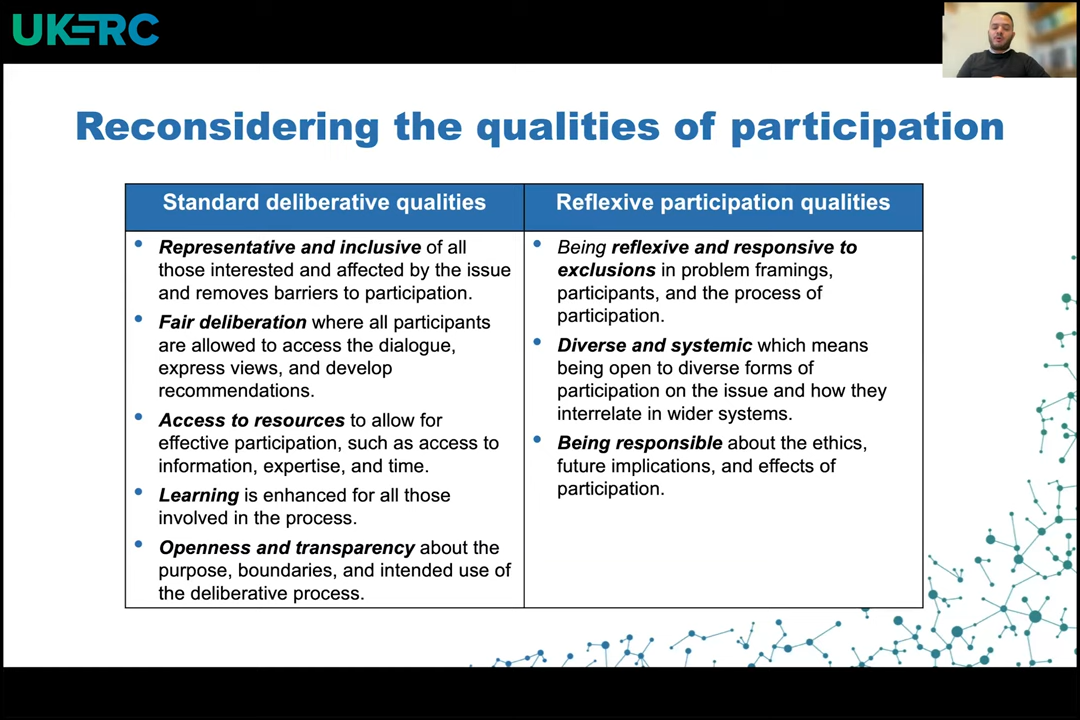 UKERC
Reconsidering the qualities of participation
Standard deliberative qualities
• Representative and inclusive of all
those interested and affected by the issue
and removes barriers to participation.
• Fair deliberation where all participants
are allowed to access the dialogue,
express views, and develop
recommendations.
• Access to resources to allow for
effective participation, such as access to
information, expertise, and time.
• Learning is enhanced for all those
involved in the process.
• Openness and transparency about the
purpose, boundaries, and intended use of
the deliberative process.
Reflexive participation qualities
• Being reflexive and responsive to
exclusions in problem framings,
participants, and the process of
participation.
• Diverse and systemic which means
being open to diverse forms of
participation on the issue and how they
interrelate in wider systems.
• Being responsible about the ethics,
future implications, and effects of
participation.